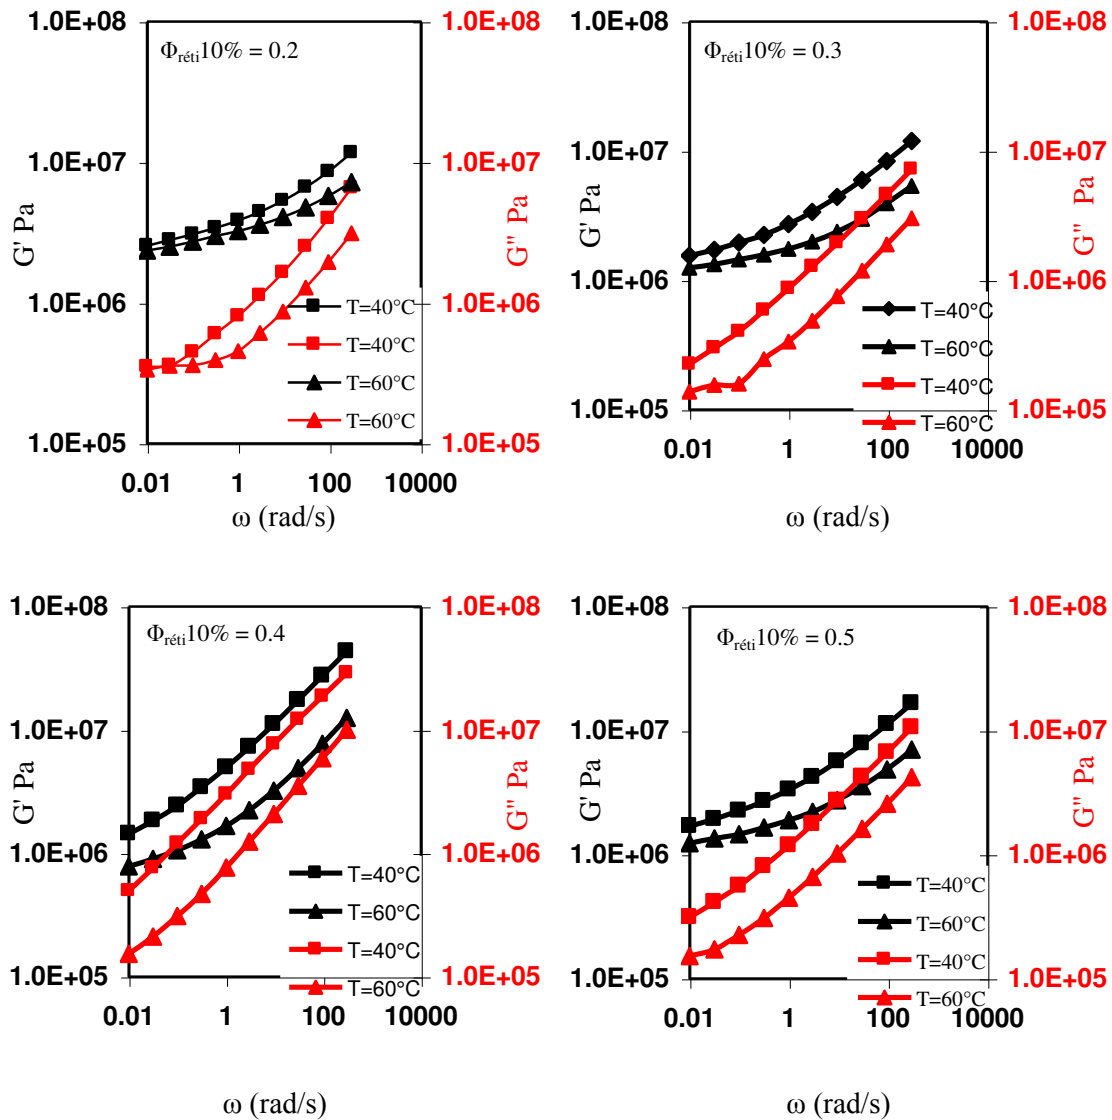 1.0E+08
1.0E+07
1.0E+06
1.0E+05
G' Pa
Φréti10% = 0.2
T=40°C
T=40°C
T=60°C
T=60°C
1.0E+08
1.0E+07
1.0E+06
1.0E+05
G'' Pa
0.01 1 100 10000
ω (rad/s)
1.0E+08
1.0E+07
1.0E+06
1.0E+05
G' Pa
Φréti10% = 0.3
T=40°C
T=60°C
T=40°C
T=60°C
1.0E+08
1.0E+07
1.0E+06
1.0E+05
G'' Pa
0.01 1 100 10000
ω (rad/s)
1.0E+08
1.0E+07
1.0E+06
1.0E+05
G' Pa
Φréti10% = 0.4
T=40°C
T=60°C
T=40°C
T=60°C
1.0E+08
1.0E+07
1.0E+06
1.0E+05
G'' Pa
0.01 1 100 10000
ω (rad/s)
1.0E+08
1.0E+07
1.0E+06
1.0E+05
G' Pa
Φréti10% = 0.5
T=40°C
T=60°C
T=40°C
T=60°C
1.0E+08
1.0E+07
1.0E+06
1.0E+05
G'' Pa
0.01 1 100 10000
ω (rad/s)